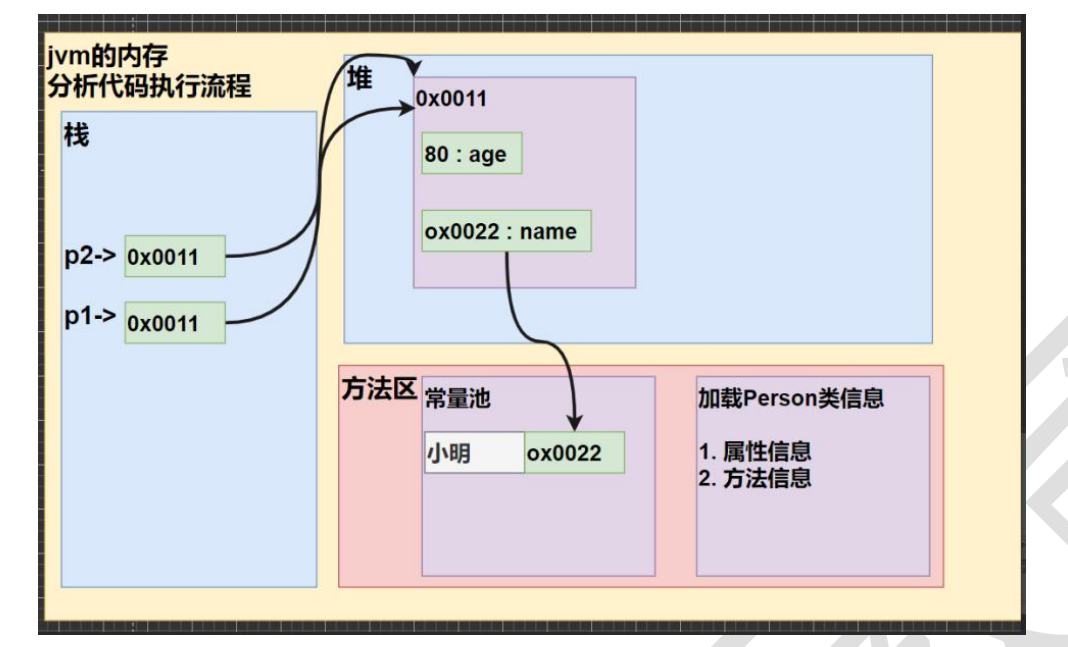 jvm的内存
分析代码执行流程
栈
p2->
0x0011
p1->
0x0011
堆
0x0011
80 : age
ox0022 : name
方法区
常量池
小明
ox0022
加载Person类信息
1. 属性信息
2. 方法信息